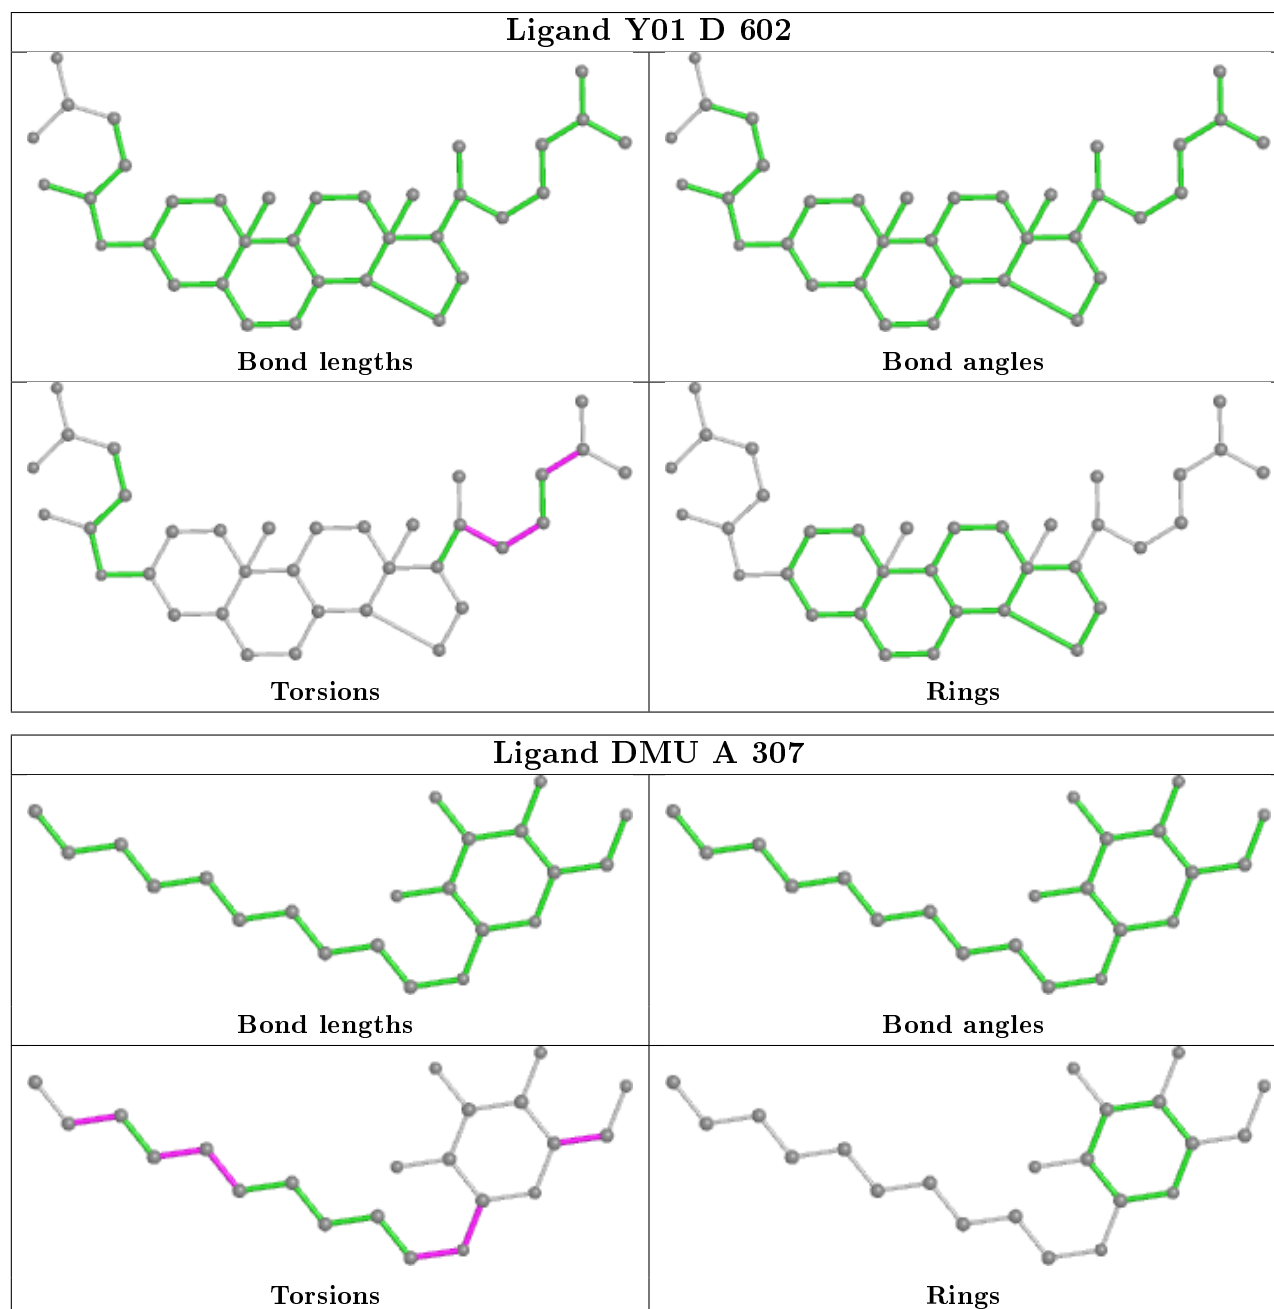 Ligand Y01 D 602
Bond lengths
Bond angles
Torsions
Rings
Ligand DMU A 307
Bond lengths
Bond angles
Torsions
Rings